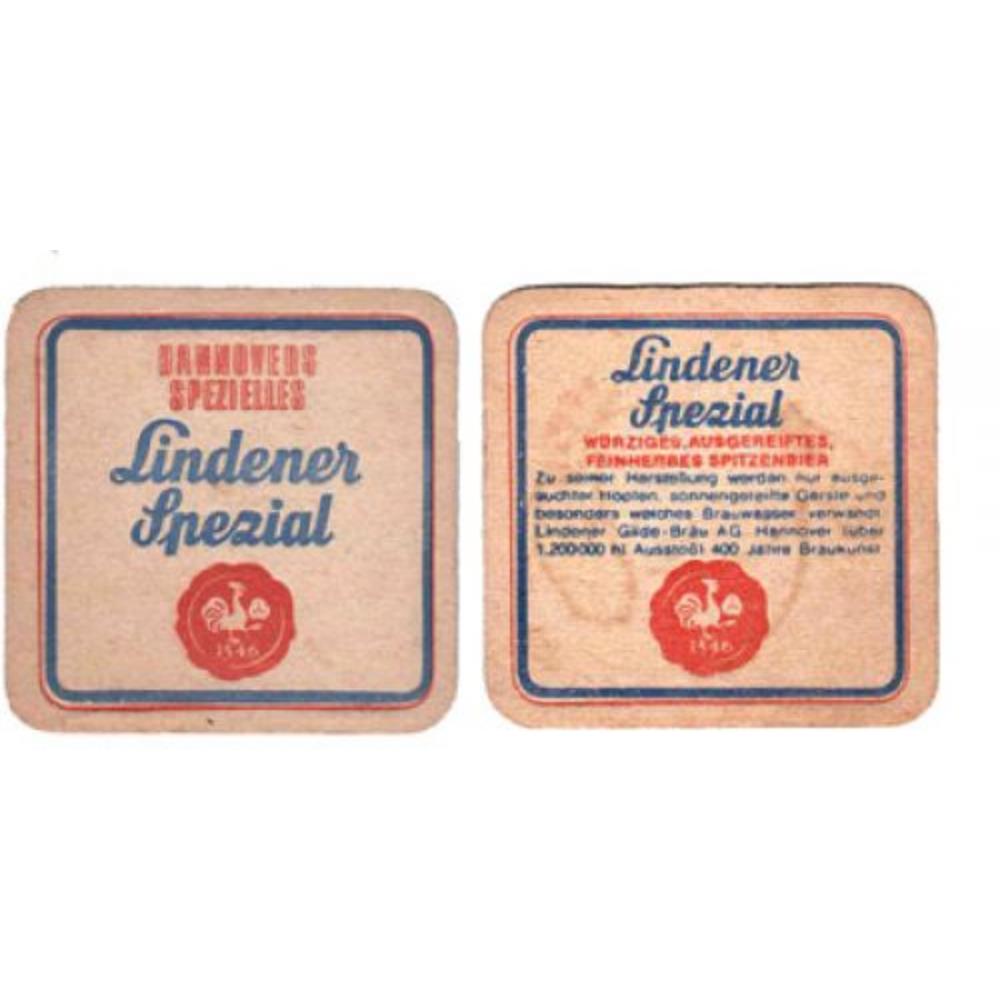 HANNOVERS
SPEZIELLES
Lindener
Spezial
1546
Lindener
Spezial
WÜRZIGES, AUSGEREIFTES,
FEINHERBES SPITZENBIER
Zu seiner Herstellung werden nur ausge-
suchter Hopfen, sonnengereifte Gerste und
besonders weiches Brauwasser verwandt.
Lindener Gilde-Bräu AG Hannover (über
1.200000 hl Ausstoß) 400 Jahre Braukunst
1546